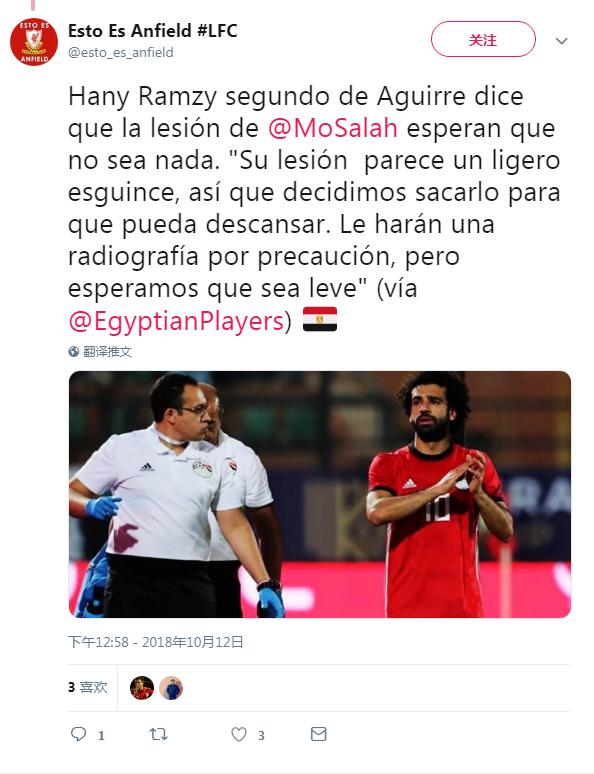 ESTO ES
ANFIELD
Esto Es Anfield #LFC
@esto_es_anfield
关注
Hany Ramzy segundo de Aguirre dice
que la lesión de @MoSalah esperan que
no sea nada. "Su lesión parece un ligero
esguince, así que decidimos sacarlo para
que pueda descansar. Le harán una
radiografía por precaución, pero
esperamos que sea leve" (vía
@EgyptianPlayers)
翻译推文
adidas
10
下午12:58 - 2018年10月12日
3 喜欢
1
3